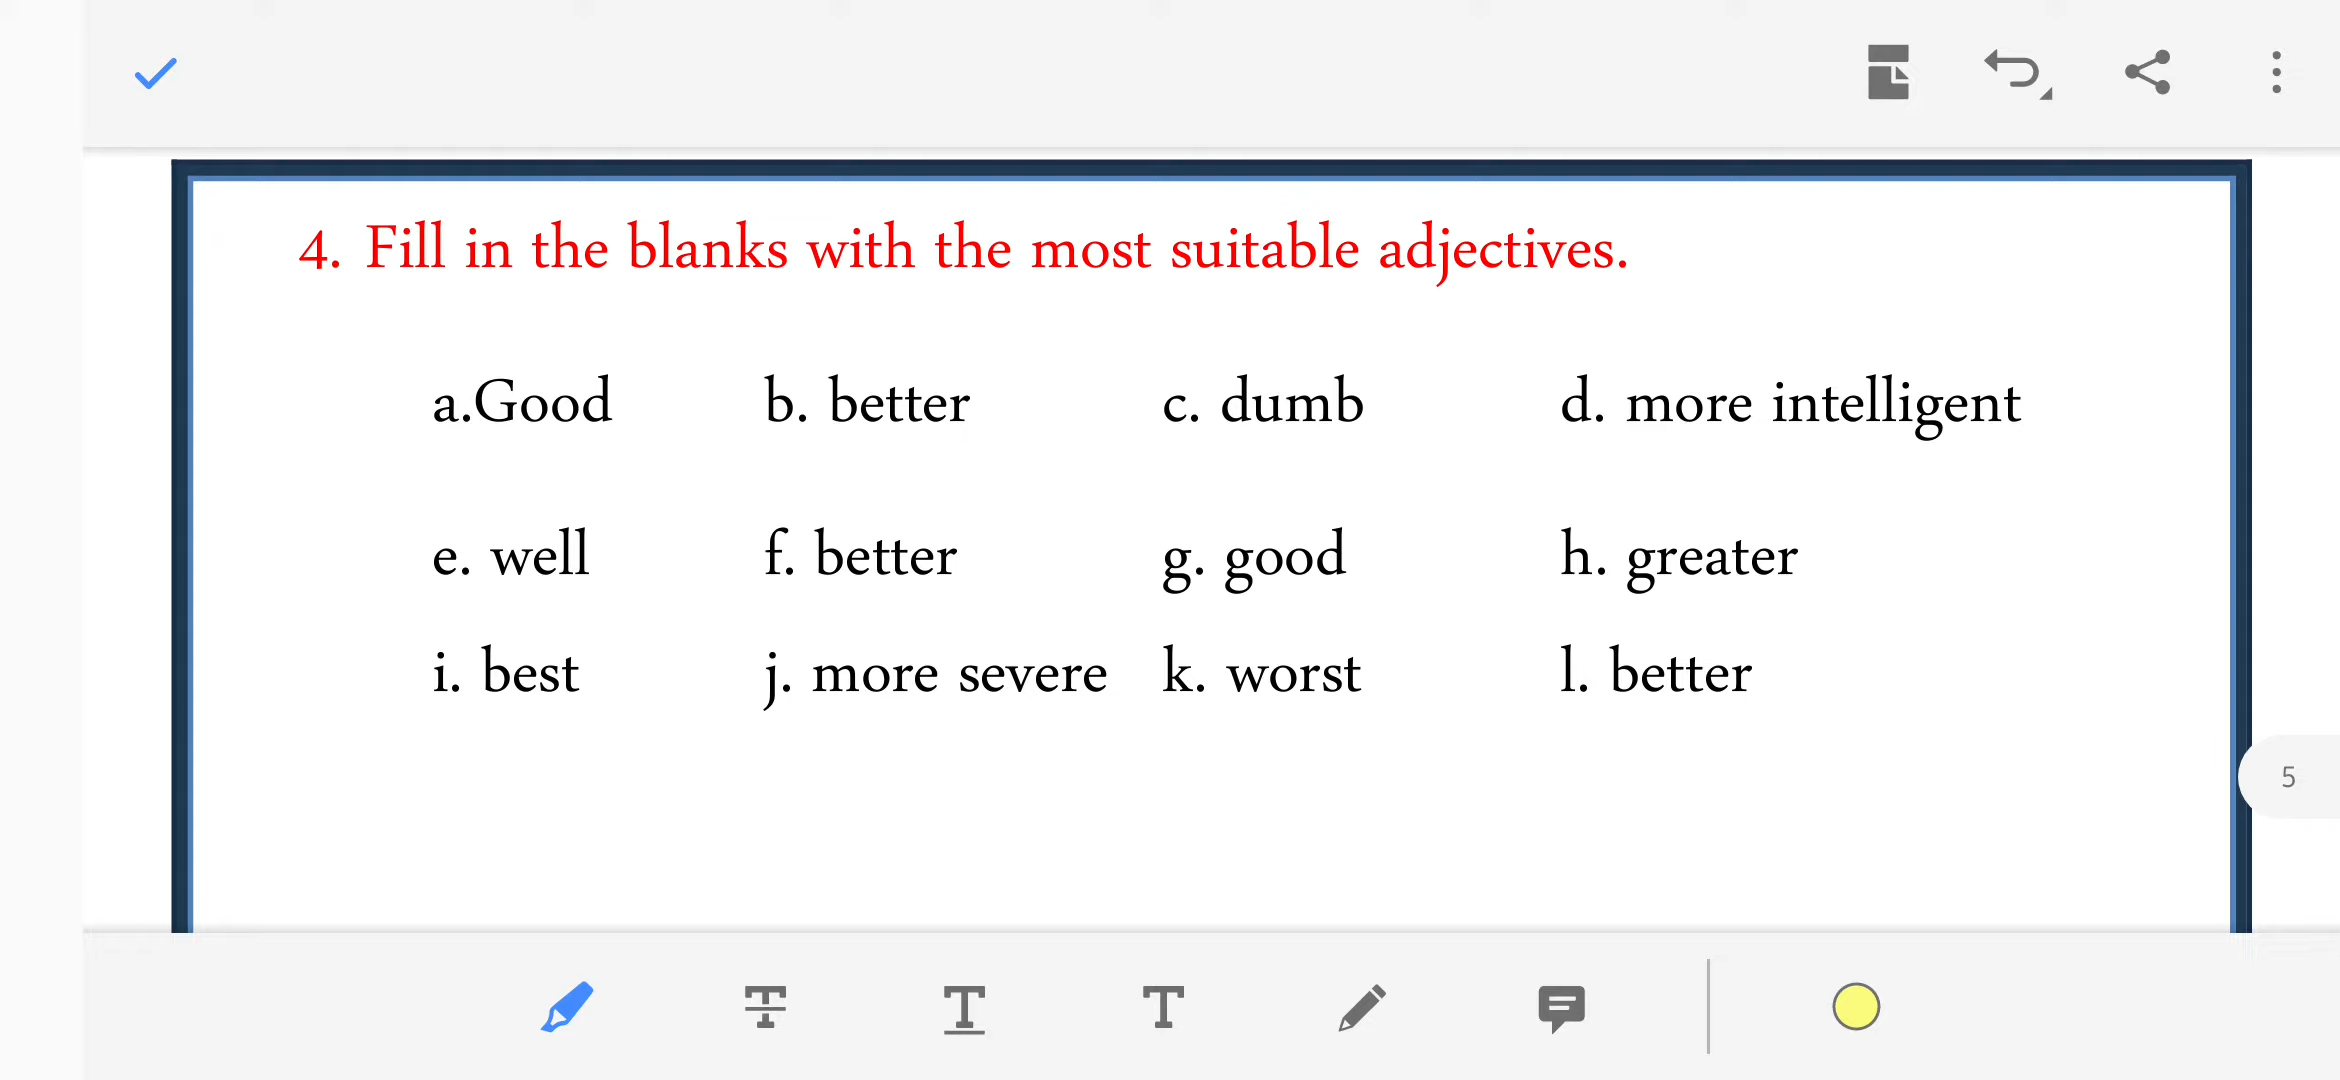 4. Fill in the blanks with the most suitable adjectives.
a.Good b. better c. dumb d. more intelligent
e. well f. better g. good h. greater
i. best j. more severe k. worst l. better
5